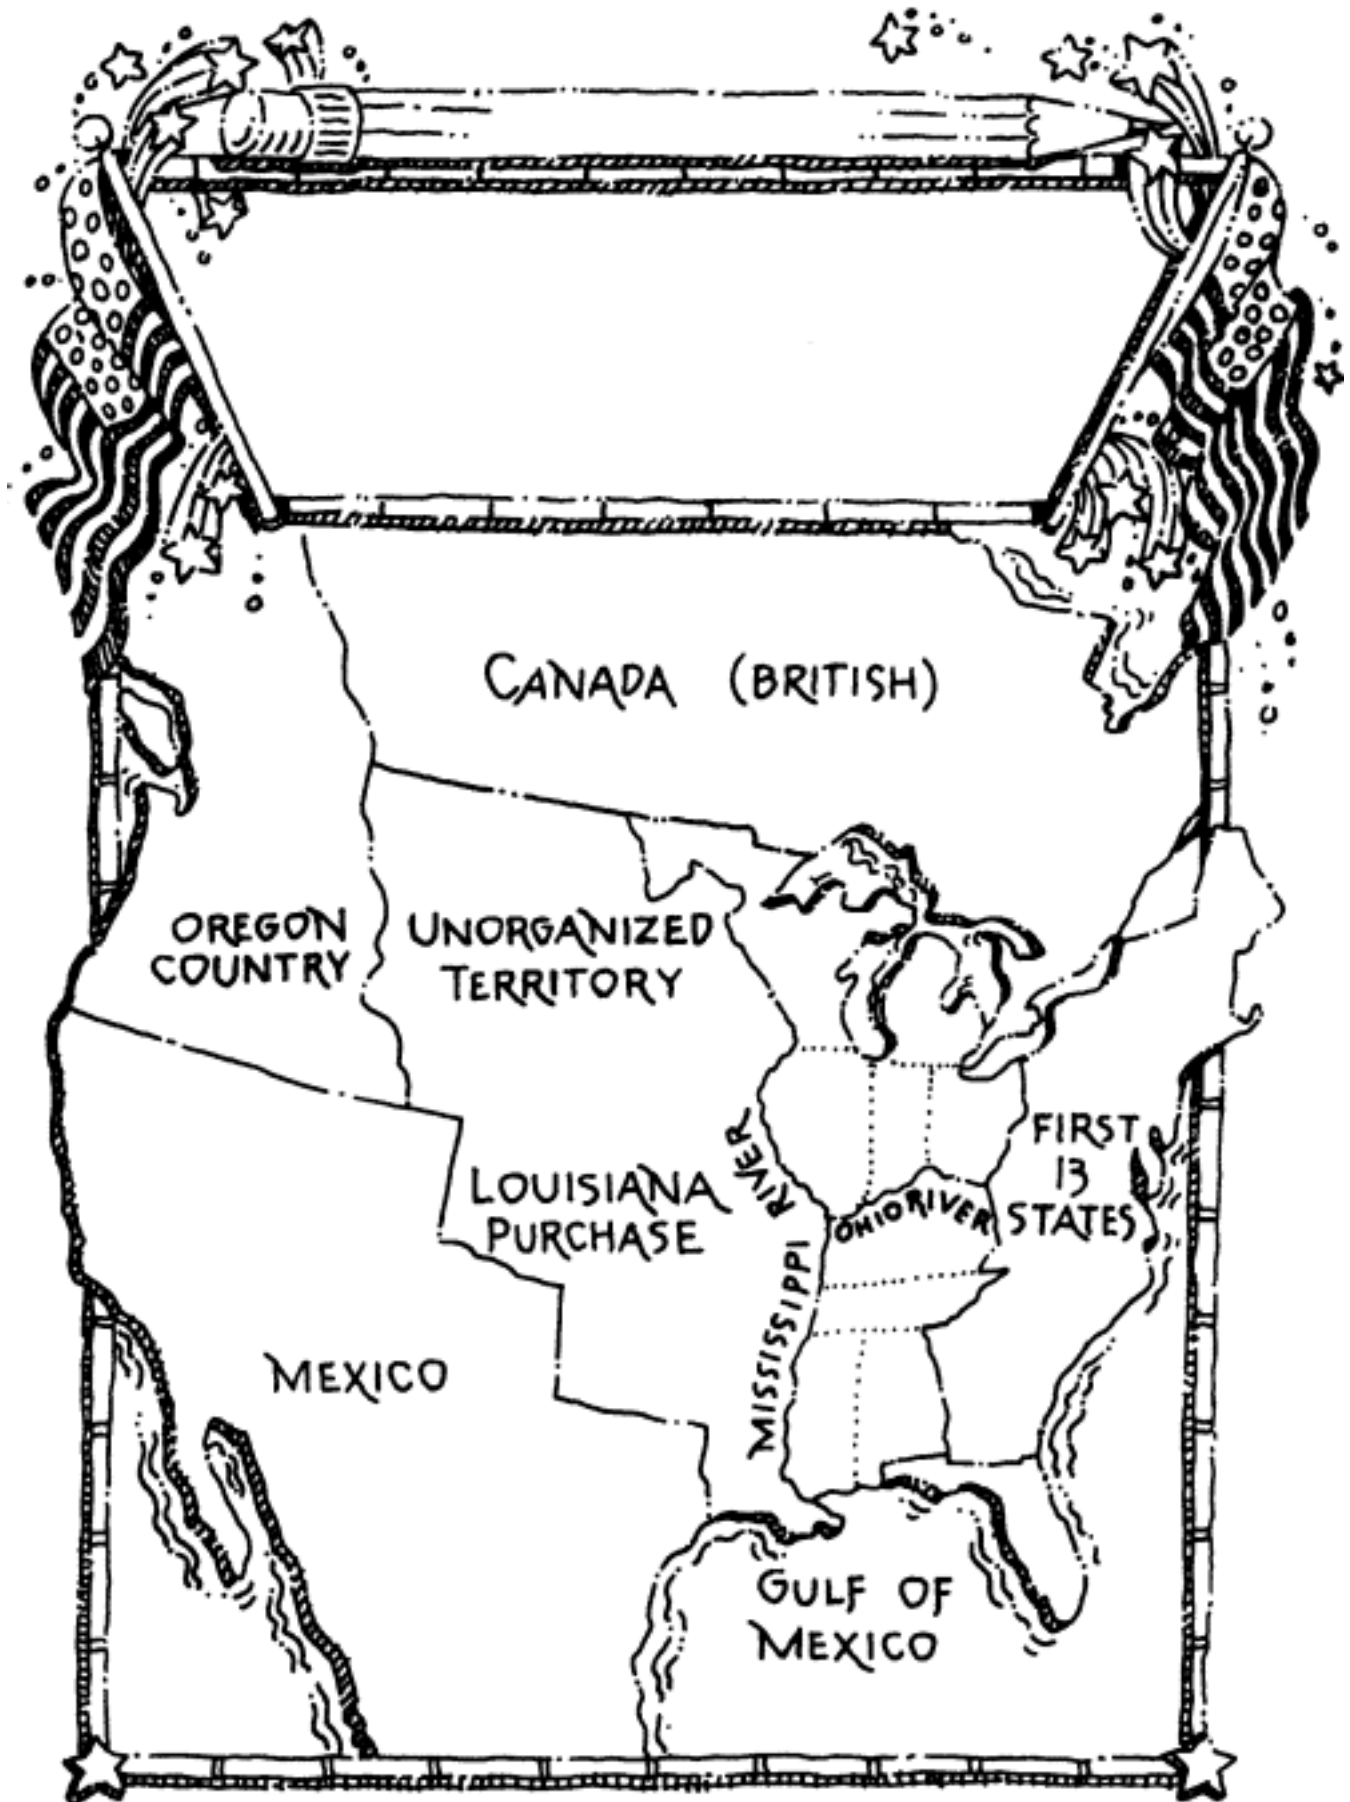 CANADA (BRITISH)
OREGON
COUNTRY
UNORGANIZED
TERRITORY
FIRST
13
STATES
LOUISIANA
PURCHASE
MISSISSIPPI RIVER
OHIO RIVER
MEXICO
GULF OF
MEXICO